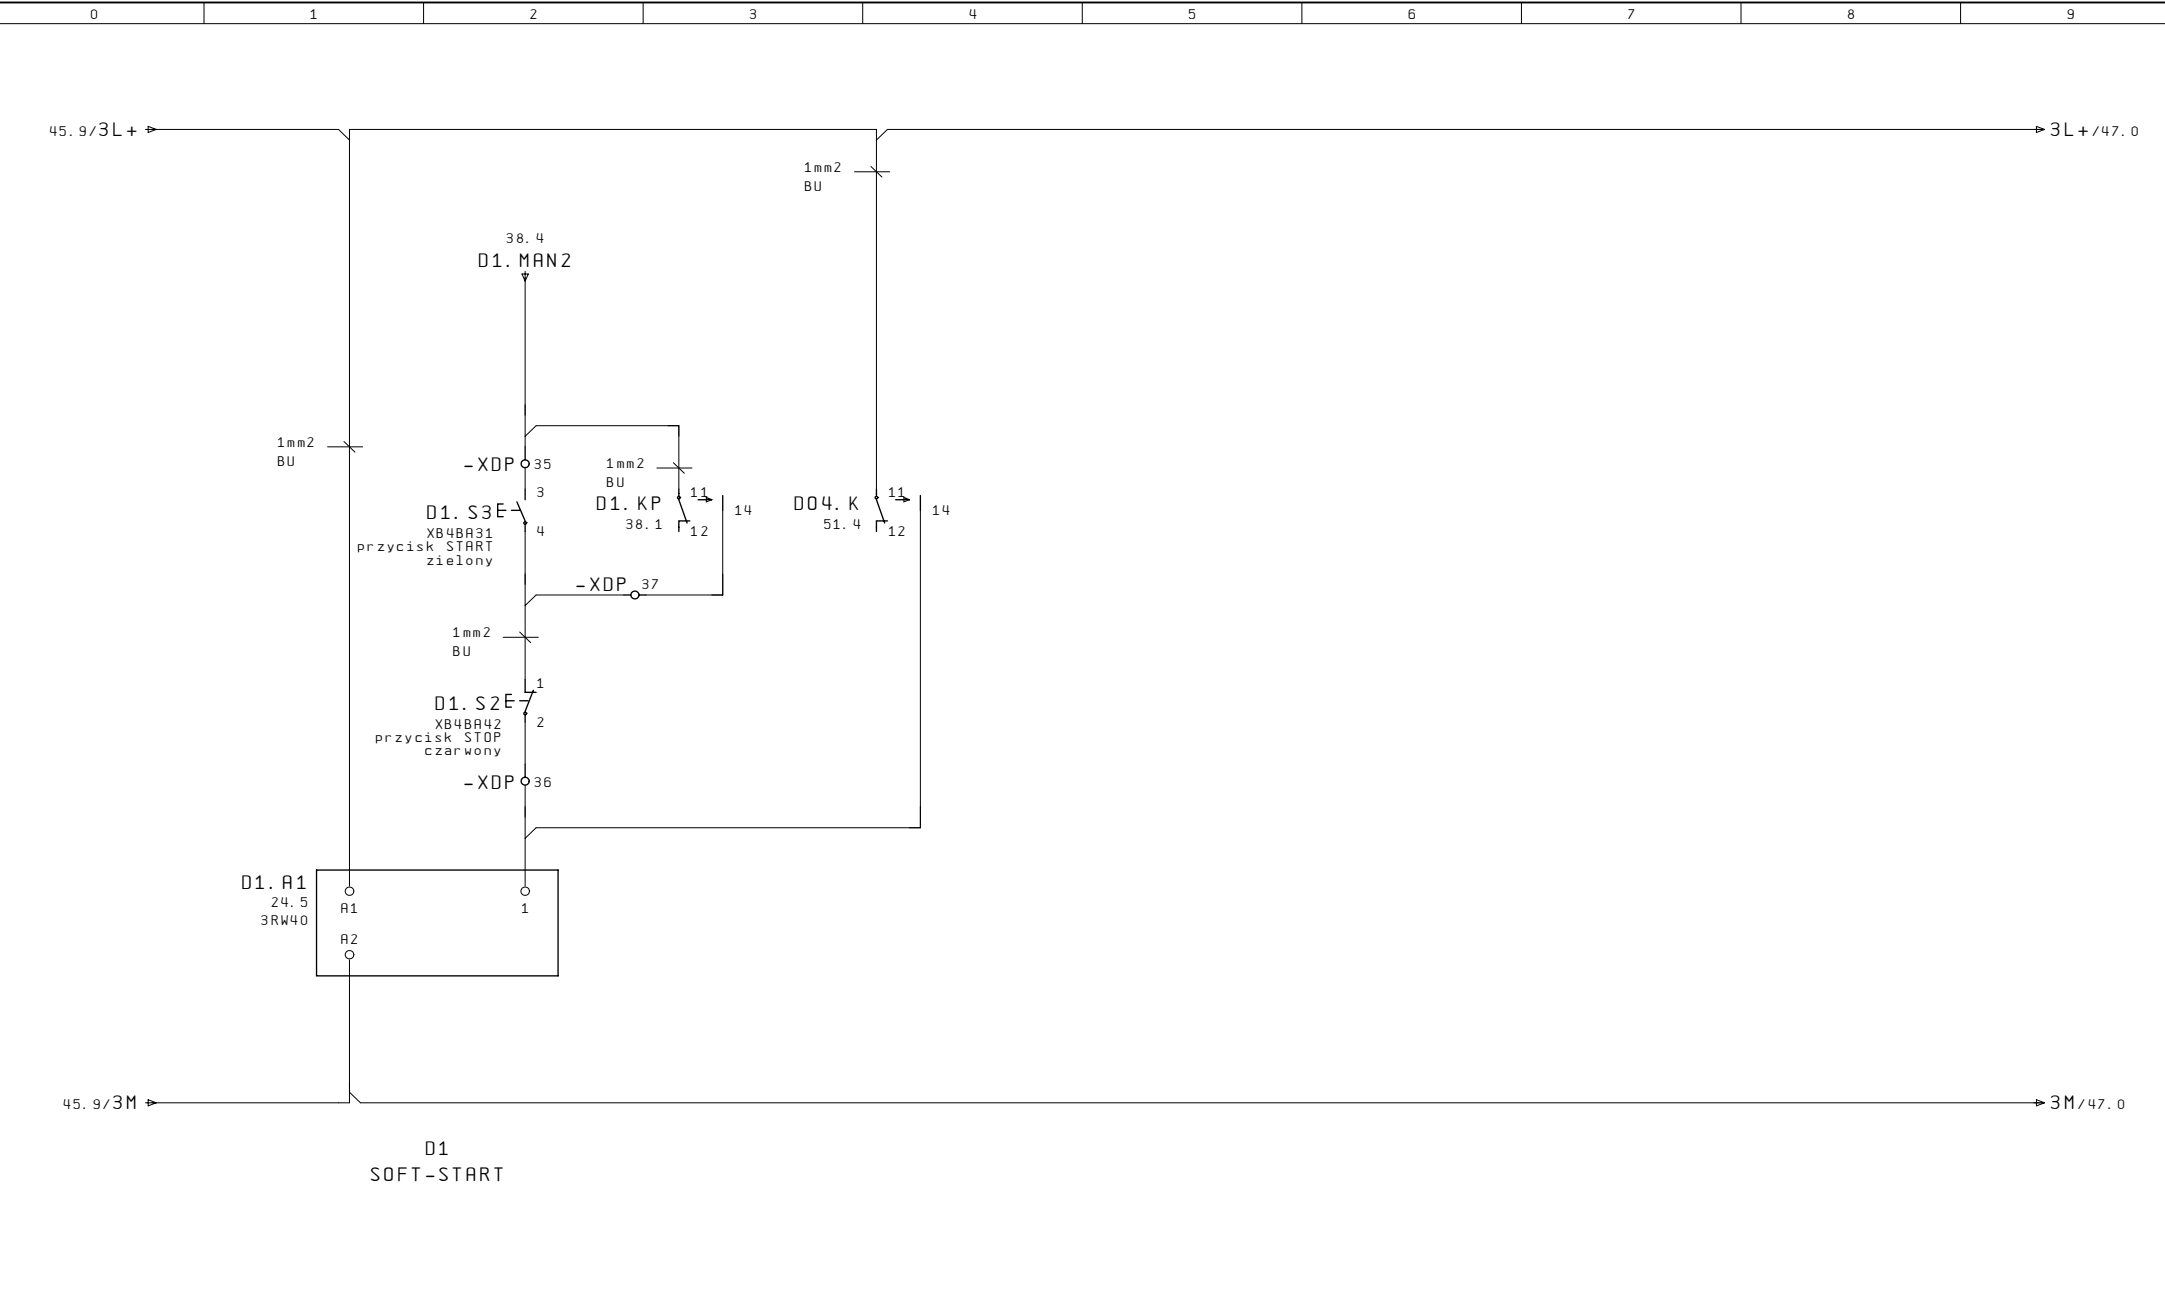 0 1 2 3 4 5 6 7 8 9
45.9/3L+
3L+/47.0
1mm2
BU
38.4
D1.MAN2
1mm2
BU
-XDP 35
1mm2
BU
3
D1.S3
4
XB4BA31
przycisk START
zielony
D1.KP
38.1
11
12
14
D04.K
51.4
11
12
14
-XDP 37
1mm2
BU
1
D1.S2
2
XB4BA42
przycisk STOP
czarwony
-XDP 36
D1.A1
24.5
3RW40
A1
1
A2
45.9/3M
3M/47.0
D1
SOFT-START